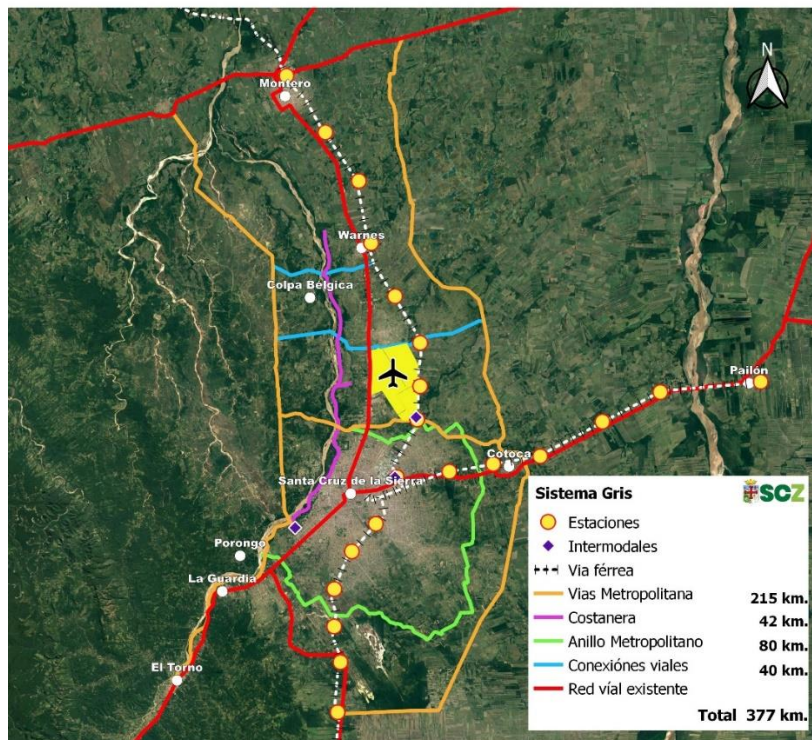 N
Montero
Warnes
Colpa Bélgica
Pailón
Cotoca
Santa Cruz de la Sierra
Porongo
La Guardia
El Torno
Sistema Gris
SCZ
Estaciones
Intermodales
Via férrea
Vias Metropolitana 215 km.
Costanera 42 km.
Anillo Metropolitano 80 km.
Conexiónes viales 40 km.
Red víal existente
Total 377 km.